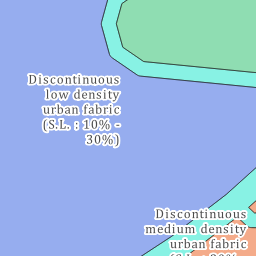 Discontinuous
low density
urban fabric
(S.L. : 10% -
30%)
Discontinuous
medium density
urban fabric